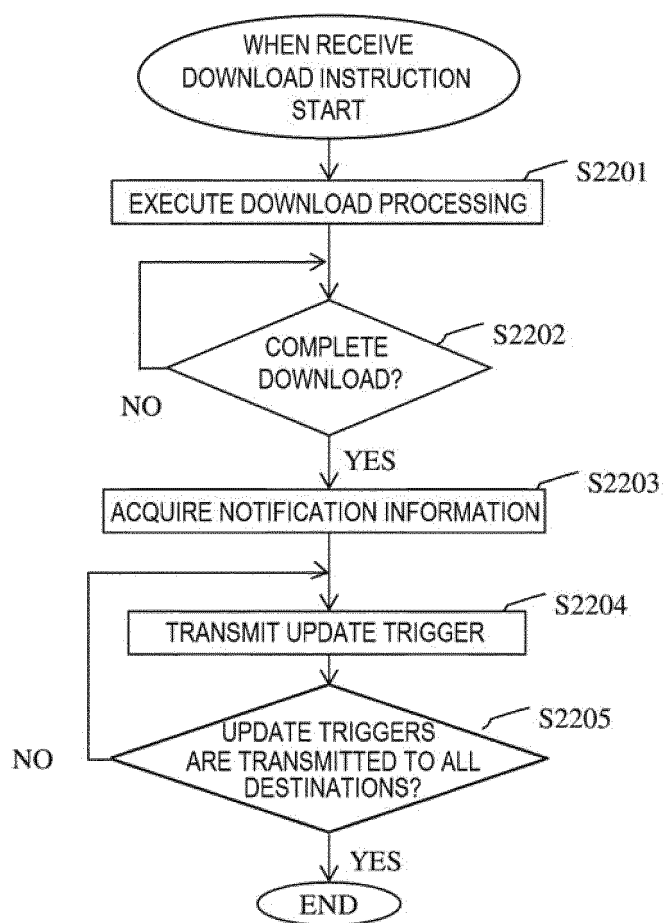 WHEN RECEIVE
DOWNLOAD INSTRUCTION
START
S2201
EXECUTE DOWNLOAD PROCESSING
S2202
COMPLETE
DOWNLOAD?
NO
YES
S2203
ACQUIRE NOTIFICATION INFORMATION
S2204
TRANSMIT UPDATE TRIGGER
S2205
UPDATE TRIGGERS
ARE TRANSMITTED TO ALL
DESTINATIONS?
NO
YES
END